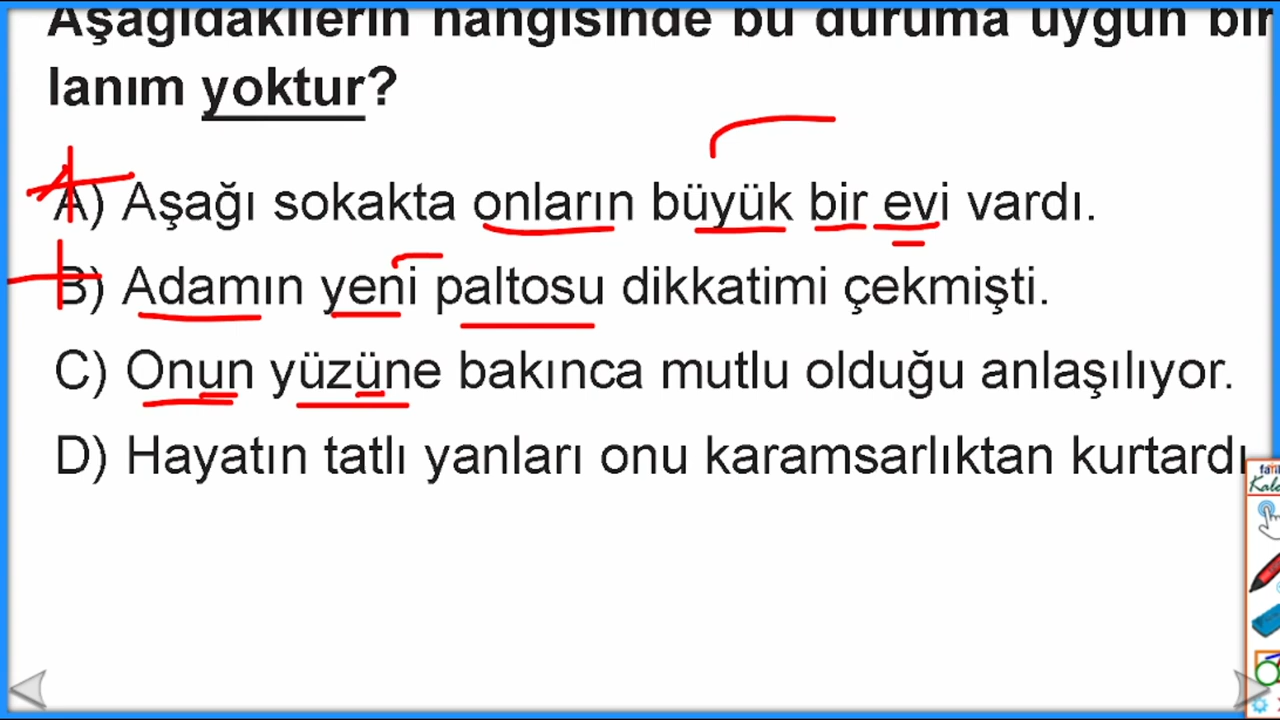 Aşağıdakilerin hangisinde bu duruma uygun bir
lanım yoktur?
A) Aşağı sokakta onların büyük bir evi vardı.
B) Adamın yeni paltosu dikkatimi çekmişti.
C) Onun yüzüne bakınca mutlu olduğu anlaşılıyor.
D) Hayatın tatlı yanları onu karamsarlıktan kurtardı